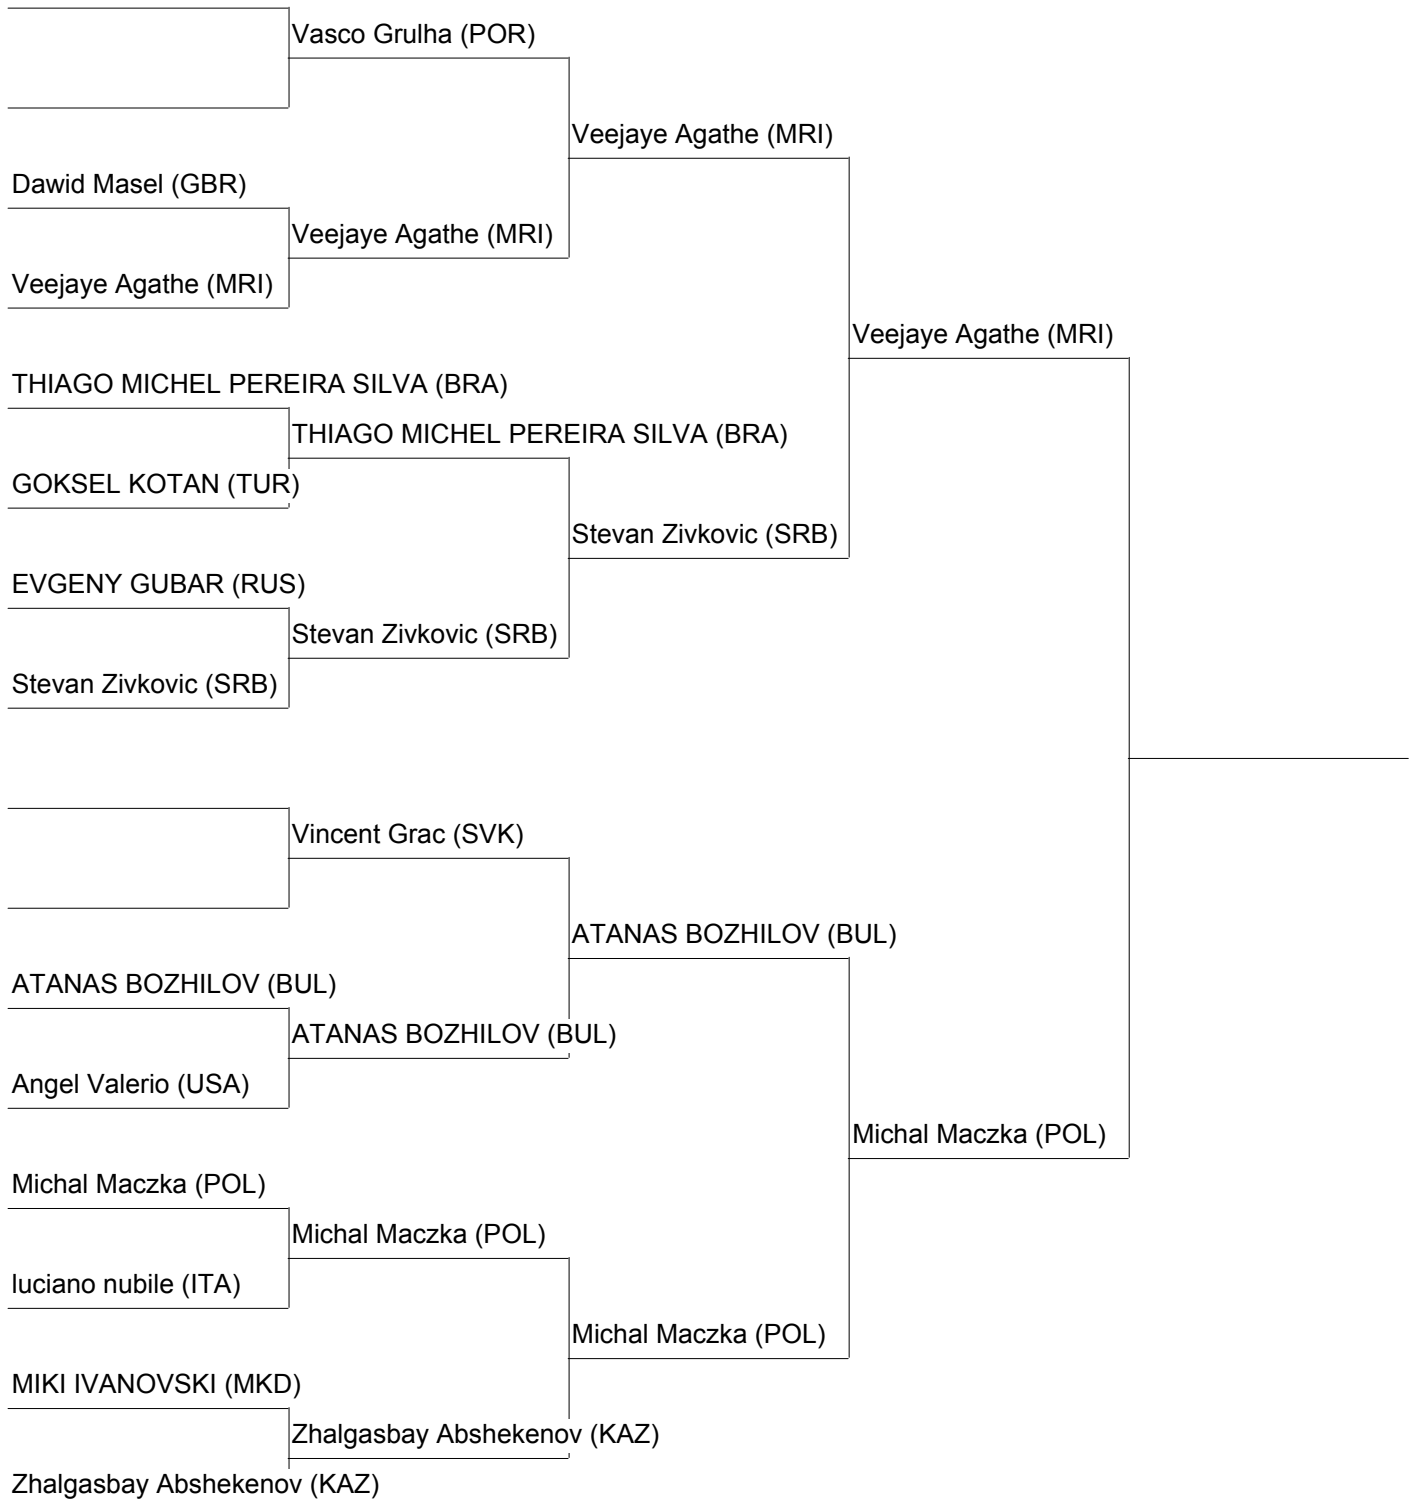 Vasco Grulha (POR)
Veejaye Agathe (MRI)
Dawid Masel (GBR)
Veejaye Agathe (MRI)
Veejaye Agathe (MRI)
Veejaye Agathe (MRI)
THIAGO MICHEL PEREIRA SILVA (BRA)
THIAGO MICHEL PEREIRA SILVA (BRA)
GOKSEL KOTAN (TUR)
Stevan Zivkovic (SRB)
EVGENY GUBAR (RUS)
Stevan Zivkovic (SRB)
Stevan Zivkovic (SRB)
Vincent Grac (SVK)
ATANAS BOZHILOV (BUL)
ATANAS BOZHILOV (BUL)
ATANAS BOZHILOV (BUL)
Angel Valerio (USA)
Michal Maczka (POL)
Michal Maczka (POL)
Michal Maczka (POL)
luciano nubile (ITA)
Michal Maczka (POL)
MIKI IVANOVSKI (MKD)
Zhalgasbay Abshekenov (KAZ)
Zhalgasbay Abshekenov (KAZ)